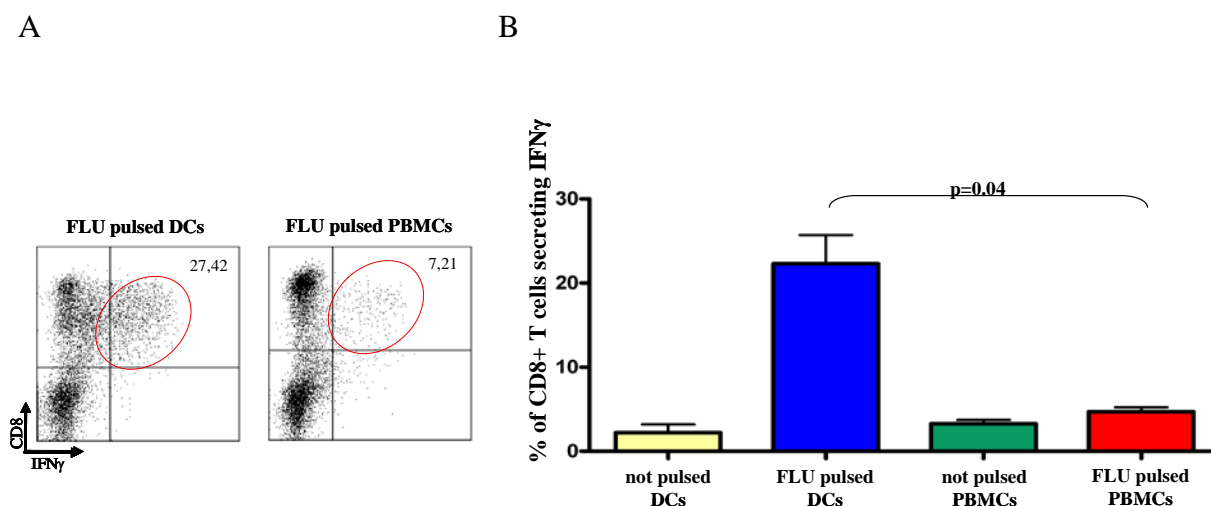 A
B
FLU pulsed DCs
FLU pulsed PBMCs
27,42
7,21
CD8
IFNγ
% of CD8+ T cells secreting IFNγ
30
20
10
0
p=0.04
not pulsed
DCs
FLU pulsed
DCs
not pulsed
PBMCs
FLU pulsed
PBMCs